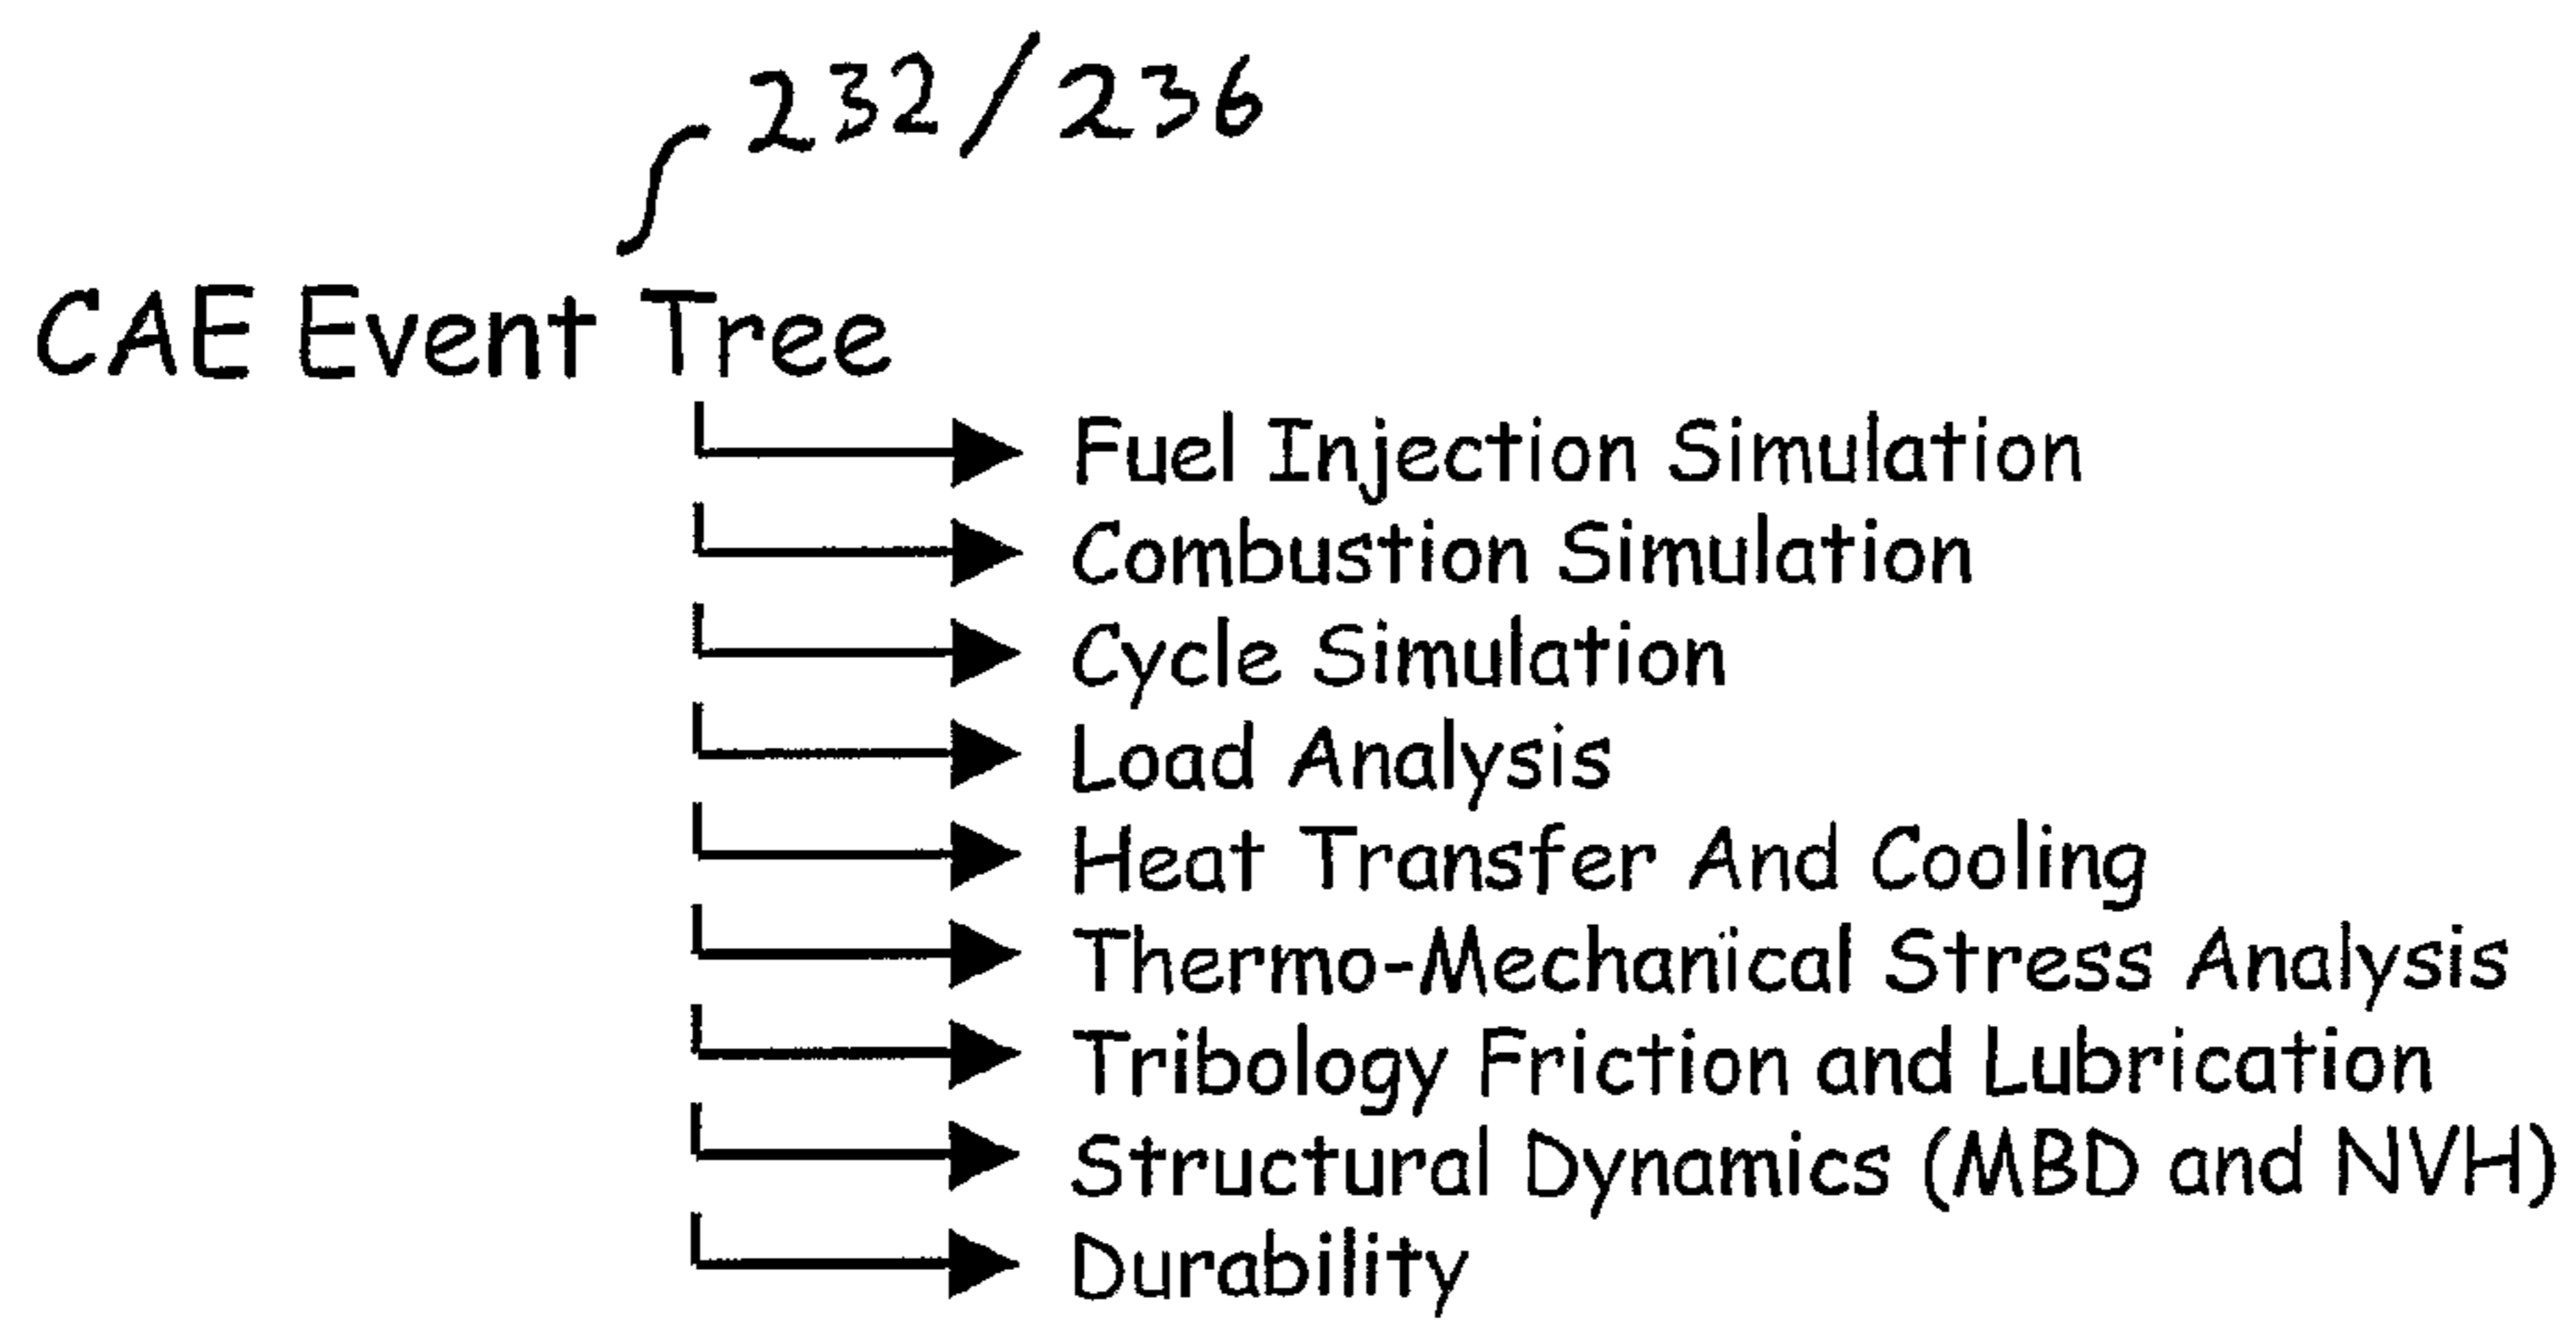 232/236
CAE Event Tree
Fuel Injection Simulation
Combustion Simulation
Cycle Simulation
Load Analysis
Heat Transfer And Cooling
Thermo-Mechanical Stress Analysis
Tribology Friction and Lubrication
Structural Dynamics (MBD and NVH)
Durability